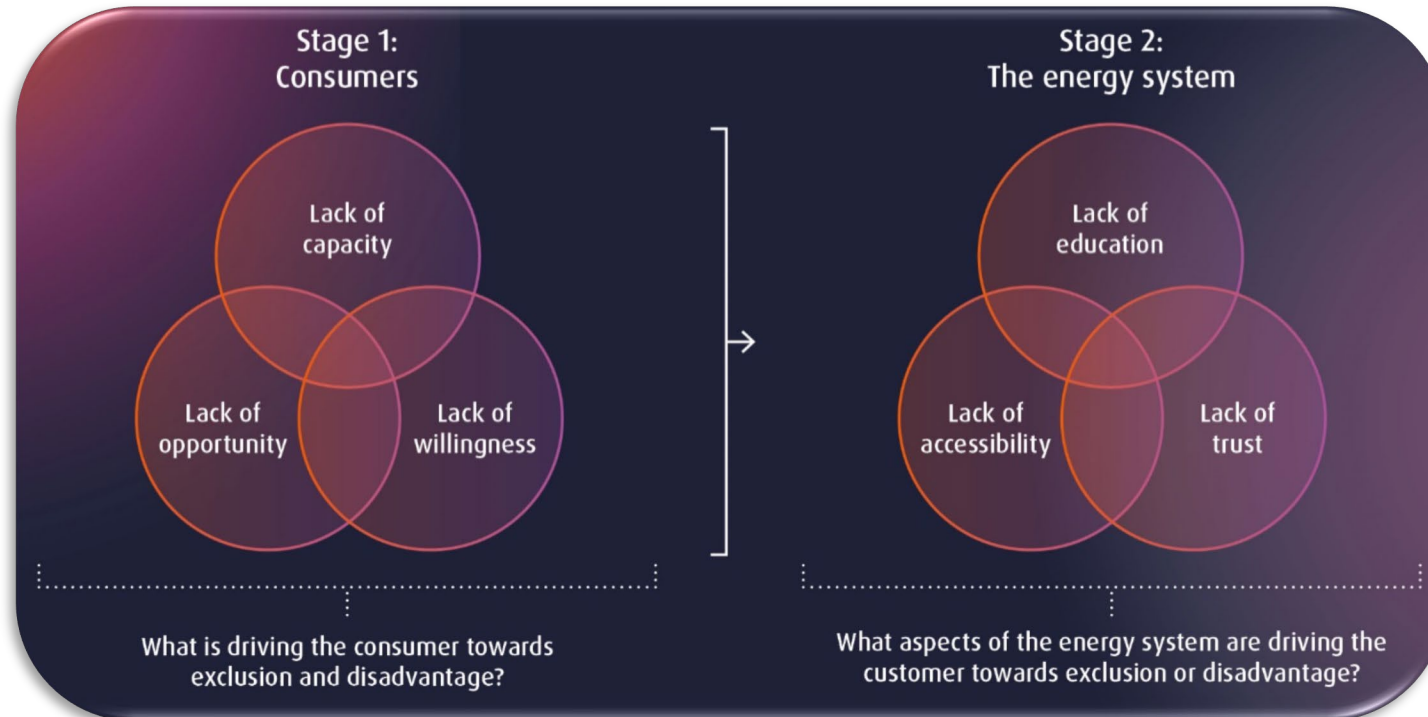 Stage 1:
Consumers
Lack of
capacity
Lack of
opportunity
Lack of
willingness
What is driving the consumer towards
exclusion and disadvantage?
Stage 2:
The energy system
Lack of
education
Lack of
accessibility
Lack of
trust
What aspects of the energy system are driving the
customer towards exclusion or disadvantage?